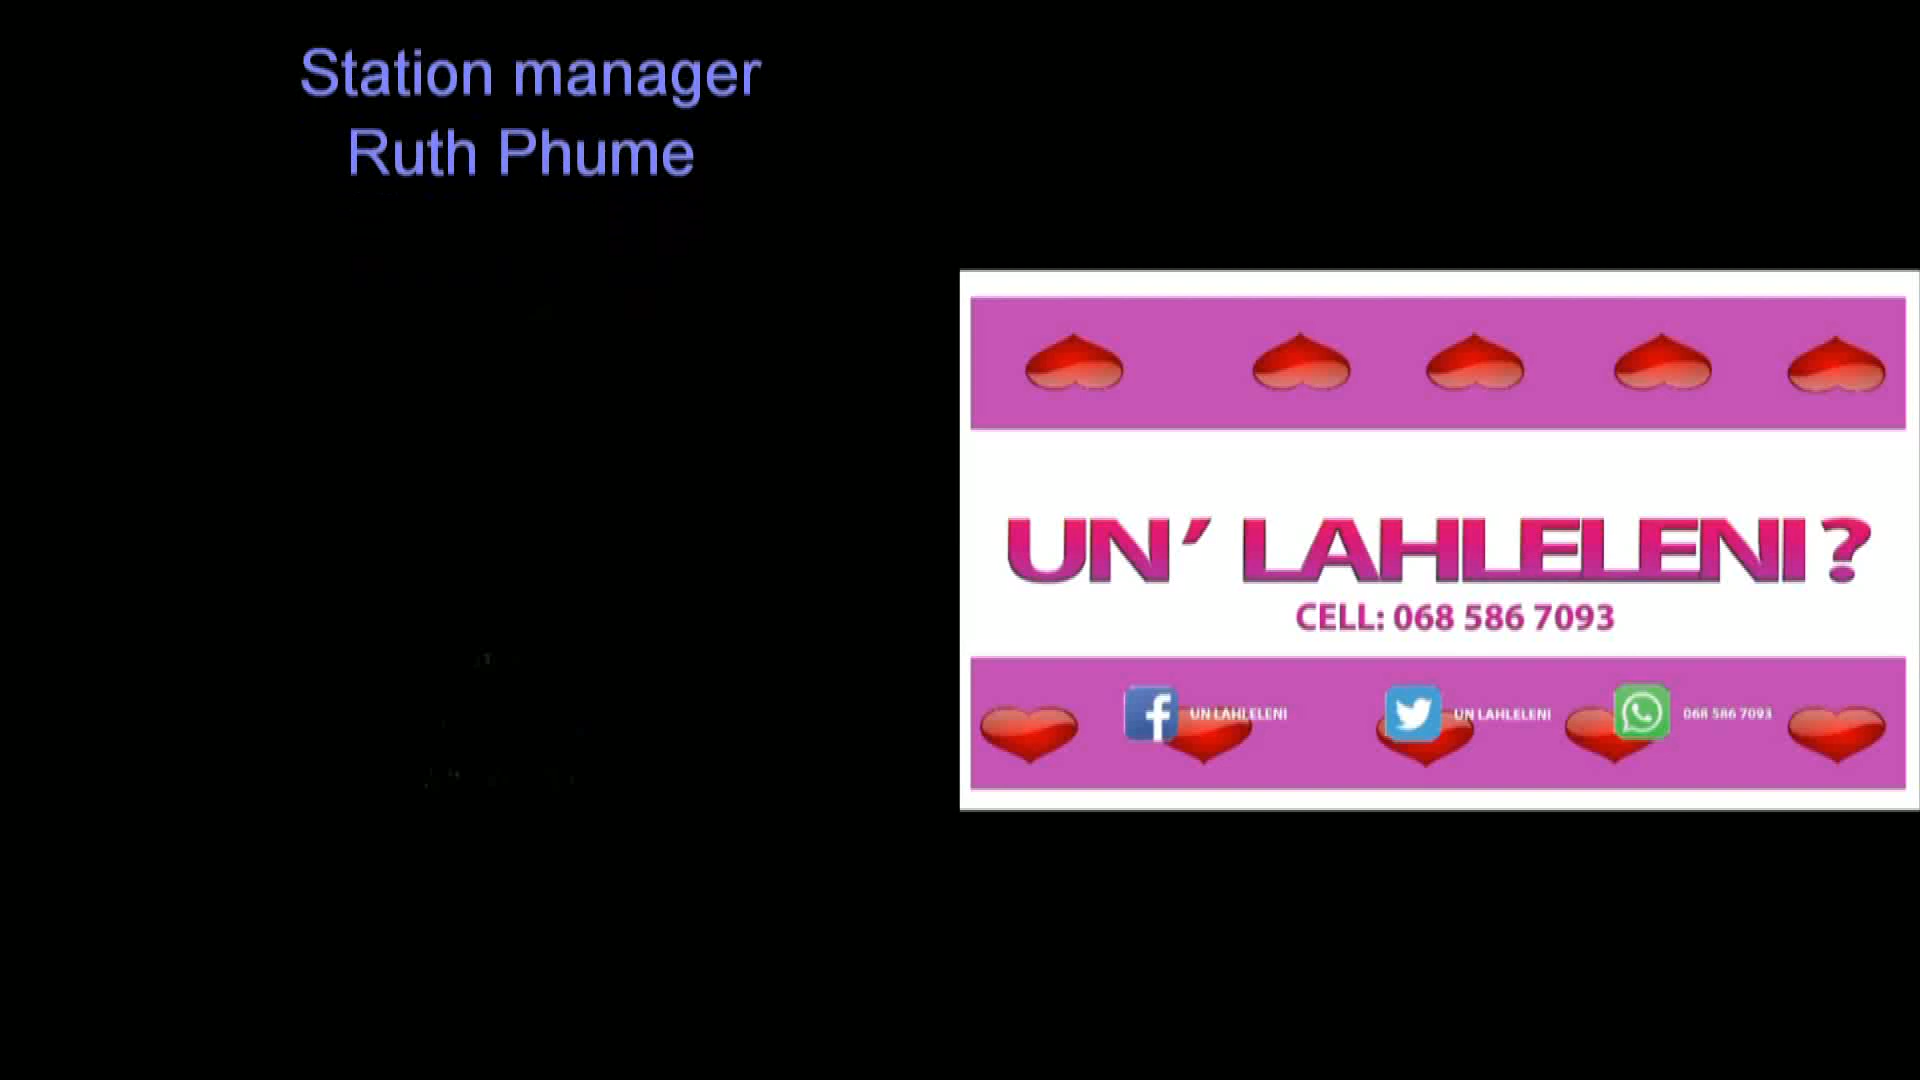 Station manager
Ruth Phume
UN’ LAHLELENI?
CELL: 068 586 7093
UN LAHLELENI
UN LAHLELENI
068 586 7093